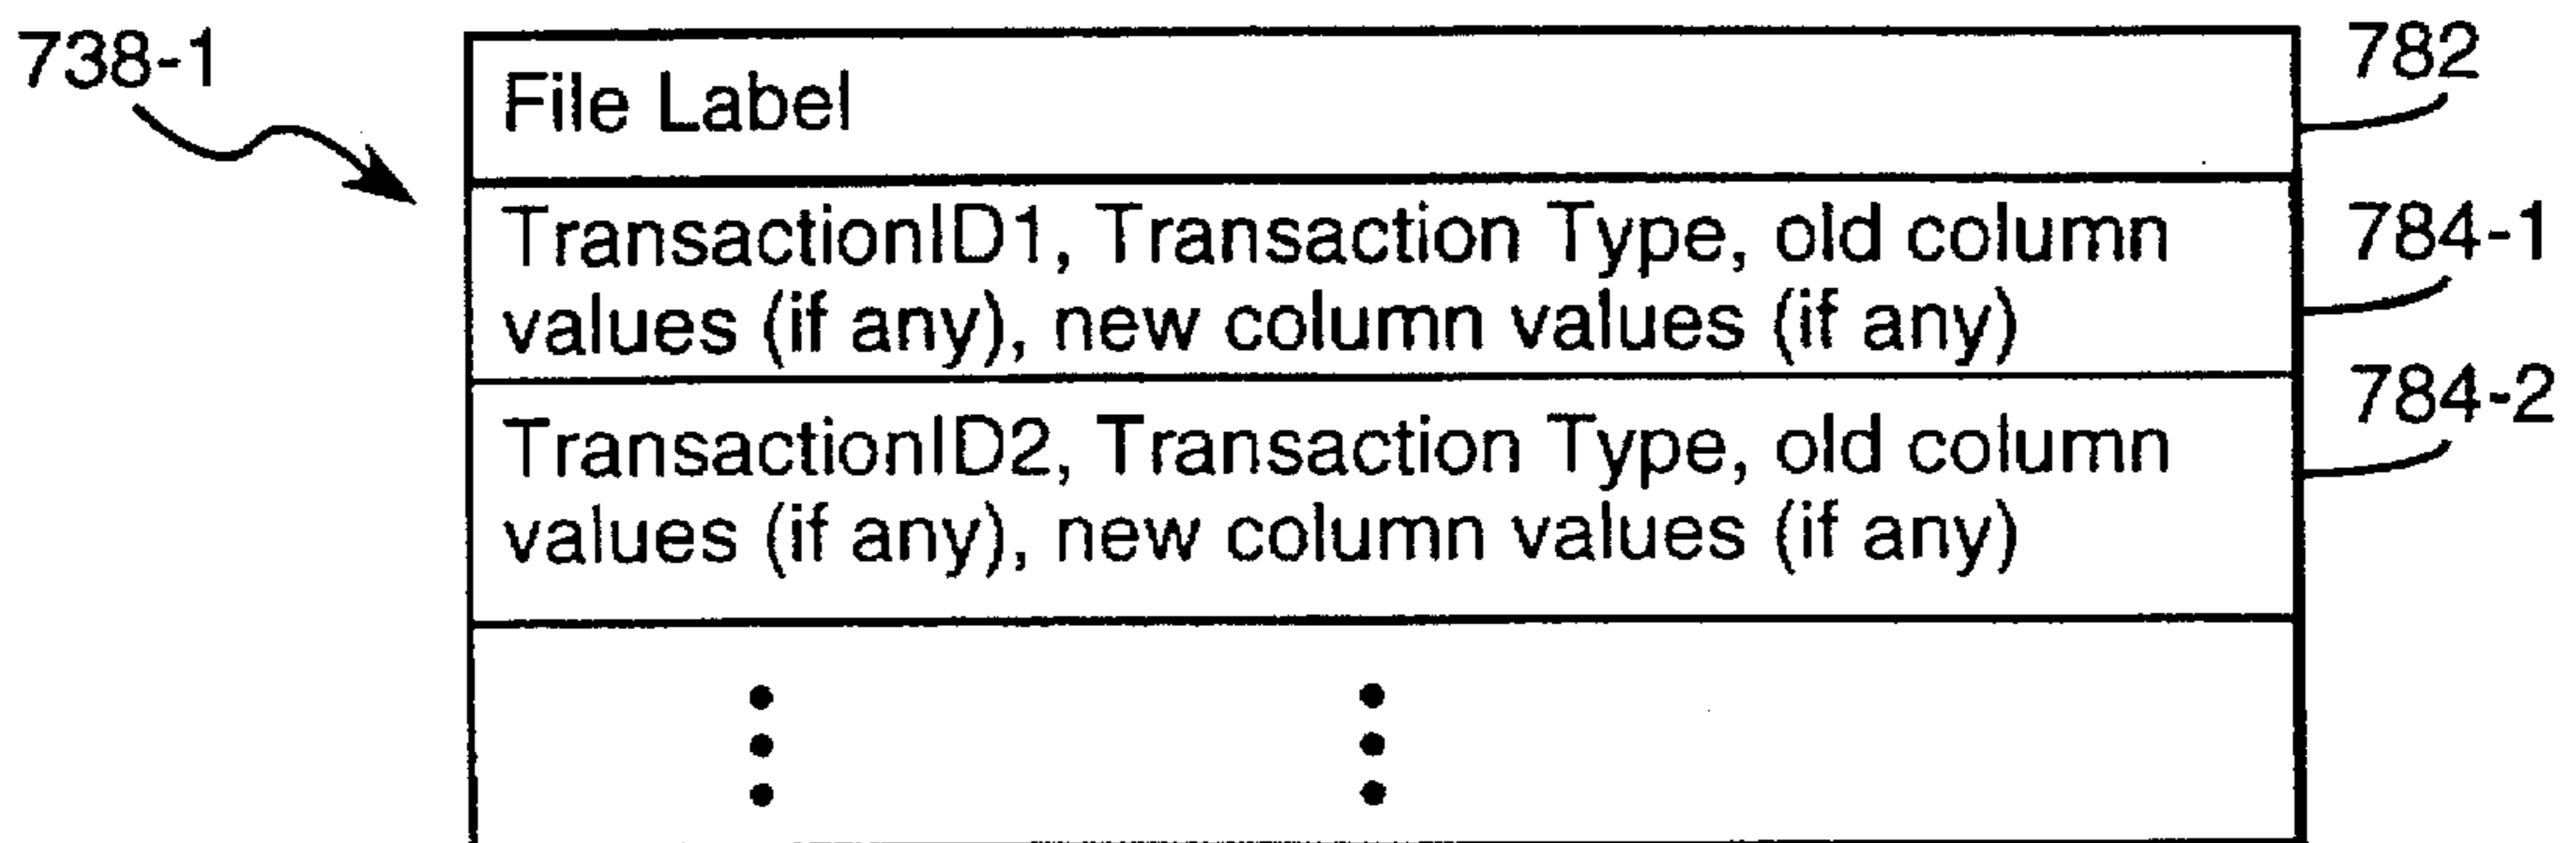 738-1
File Label
782
TransactionID1, Transaction Type, old column
values (if any), new column values (if any)
784-1
TransactionID2, Transaction Type, old column
values (if any), new column values (if any)
784-2